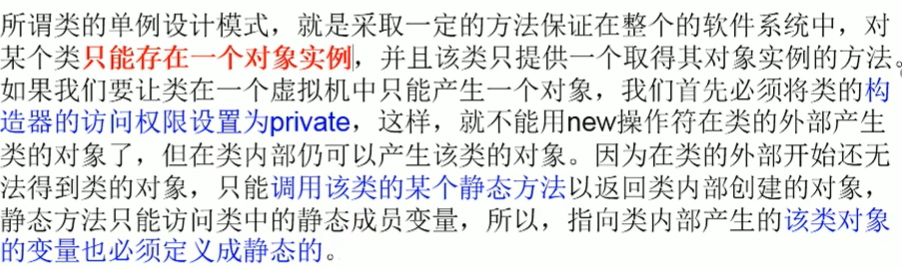 所谓类的单例设计模式，就是采取一定的方法保证在整个的软件系统中，对
某个类只能存在一个对象实例，并且该类只提供一个取得其对象实例的方法。
如果我们要让类在一个虚拟机中只能产生一个对象，我们首先必须将类的构
造器的访问权限设置为private，这样，就不能用new操作符在类的外部产生
类的对象了，但在类内部仍可以产生该类的对象。因为在类的外部开始还无
法得到类的对象，只能调用该类的某个静态方法以返回类内部创建的对象，
静态方法只能访问类中的静态成员变量，所以，指向类内部产生的该类对象
的变量也必须定义成静态的。